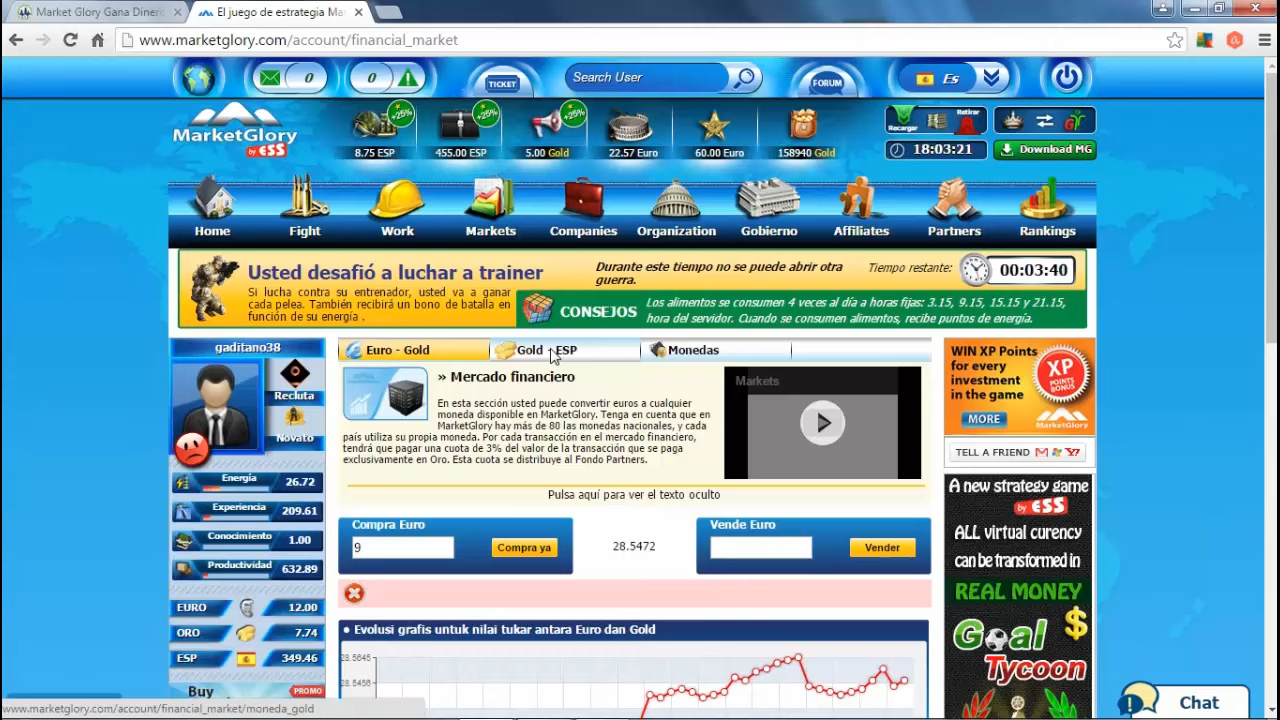 Market Glory Gana Dinero
El juego de estrategia Ma
www.marketglory.com/account/financial_market
0
0
TICKET
Search User
FORUM
Es
MarketGlory
by ESS
+25%
+25%
+25%
8.75 ESP
455.00 ESP
5.00 Gold
22.57 Euro
60.00 Euro
158940 Gold
Recargar
Retirar
18:03:21
Download MG
Home
Fight
Work
Markets
Companies
Organization
Gobierno
Affiliates
Partners
Rankings
Usted desafió a luchar a trainer
Si lucha contra su entrenador, usted va a ganar
cada pelea. También recibirá un bono de batalla en
función de su energía .
Durante este tiempo no se puede abrir otra
guerra.
Tiempo restante:
00:03:40
CONSEJOS
Los alimentos se consumen 4 veces al día a horas fijas: 3.15, 9.15, 15.15 y 21.15,
hora del servidor. Cuando se consumen alimentos, recibe puntos de energía.
gaditano38
Recluta
Novato
Energia
26.72
Experiencia
209.61
Conocimiento
1.00
Productividad
632.89
EURO
12.00
ORO
7.74
ESP
349.46
Buy
PROMO
Euro - Gold
Gold - ESP
Monedas
» Mercado financiero
En esta sección usted puede convertir euros a cualquier
moneda disponible en MarketGlory. Tenga en cuenta que en
MarketGlory hay más de 80 las monedas nacionales, y cada
país utiliza su propia moneda. Por cada transacción en el mercado financiero,
tendrá que pagar una cuota de 3% del valor de la transacción que se paga
exclusivamente en Oro. Esta cuota se distribuye al Fondo Partners.
Markets
Pulsa aquí para ver el texto oculto
Compra Euro
9
Compra ya
28.5472
Vende Euro
Vender
Evolusi grafis untuk nilai tukar antara Euro dan Gold
28.5645
28.5458
WIN XP Points
for every
investment
in the game
XP
POINTS
BONUS
MORE
MARKETGLORY
TELL A FRIEND
A new strategy game
by ESS
ALL virtual curency
can be transformed in
REAL MONEY
Goal
Tycoon
$
Chat
www.marketglory.com/account/financial_market/moneda_gold